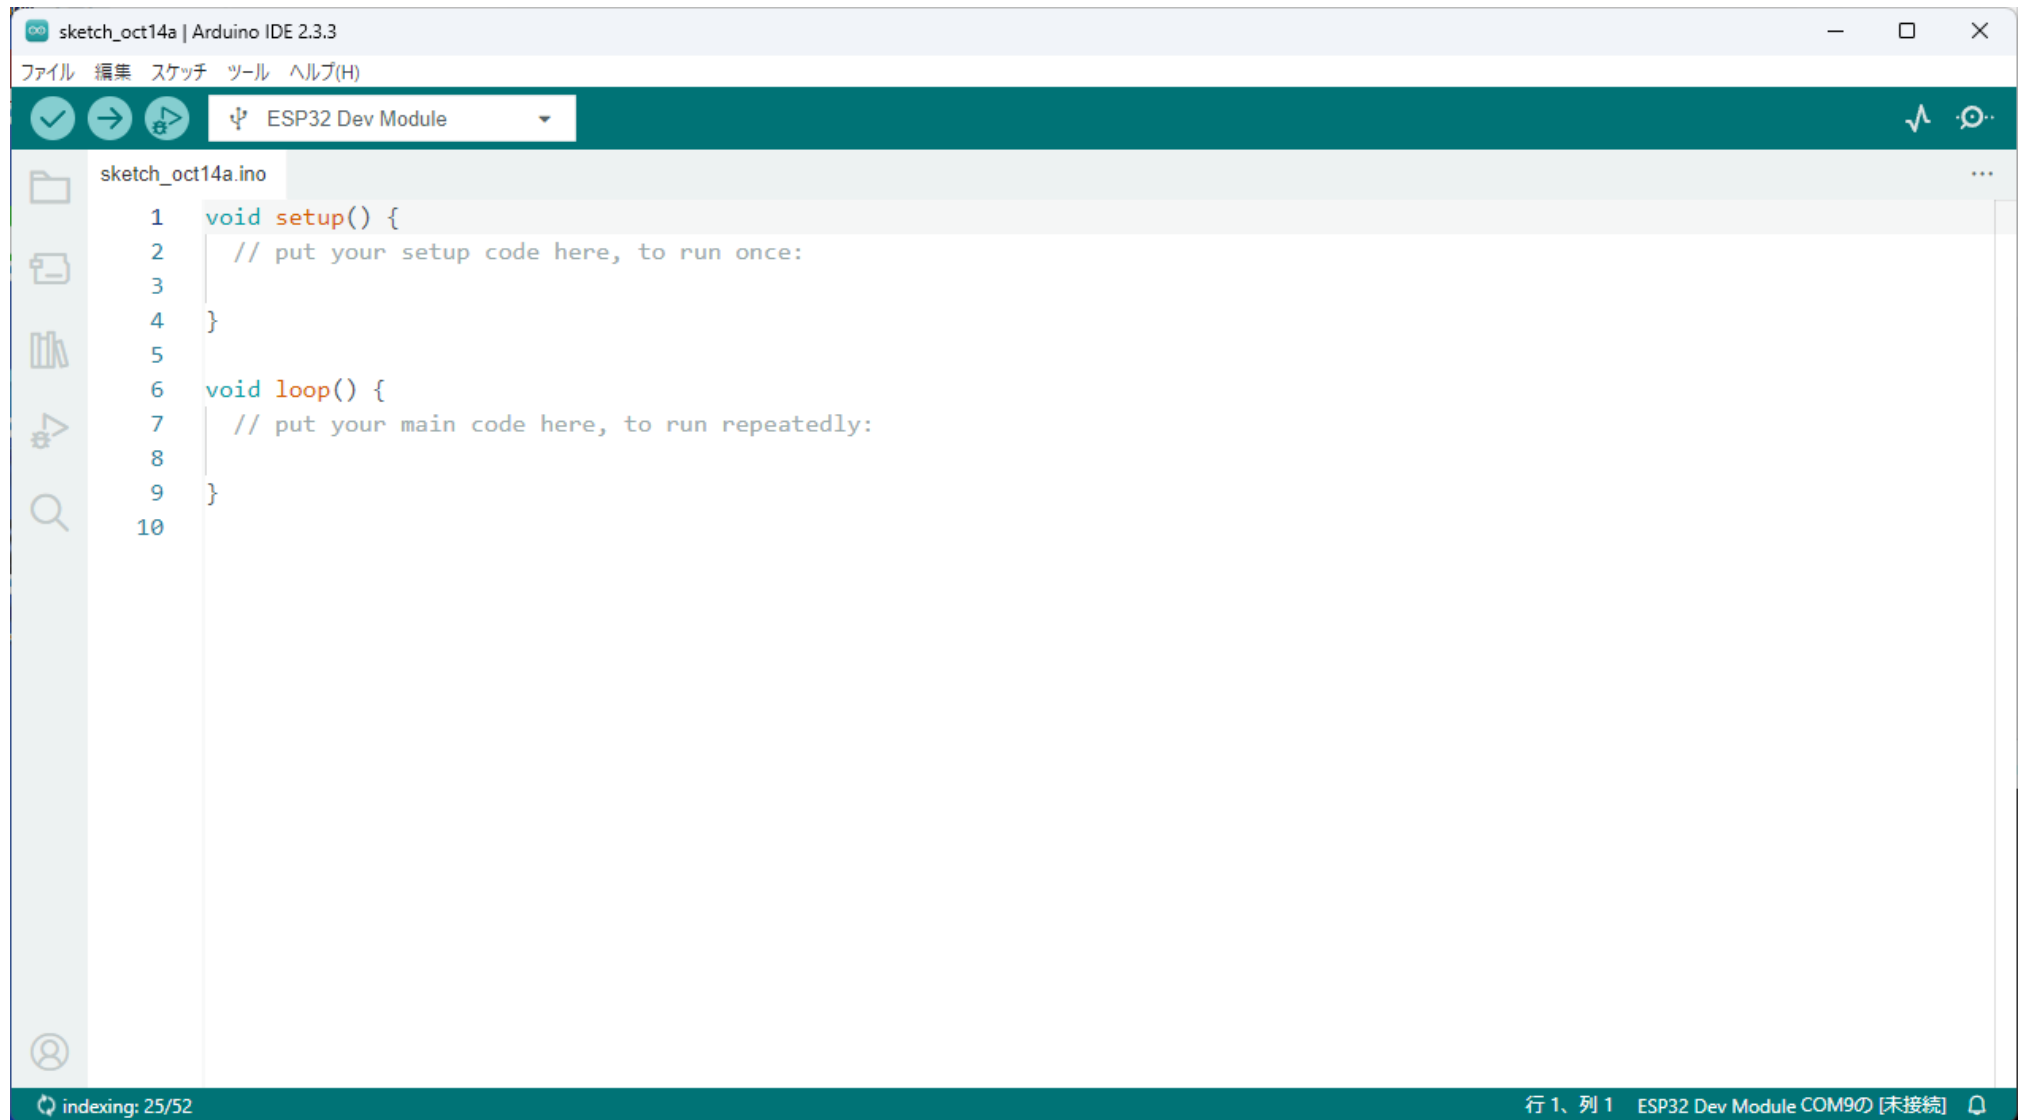 sketch_oct14a | Arduino IDE 2.3.3
ファイル 編集 スケッチ ツール ヘルプ(H)
ESP32 Dev Module
sketch_oct14a.ino
1 void setup() {
2 // put your setup code here, to run once:
3
4 }
5
6 void loop() {
7 // put your main code here, to run repeatedly:
8
9 }
10
indexing: 25/52 行 1、列 1 ESP32 Dev Module COM9の [未接続]